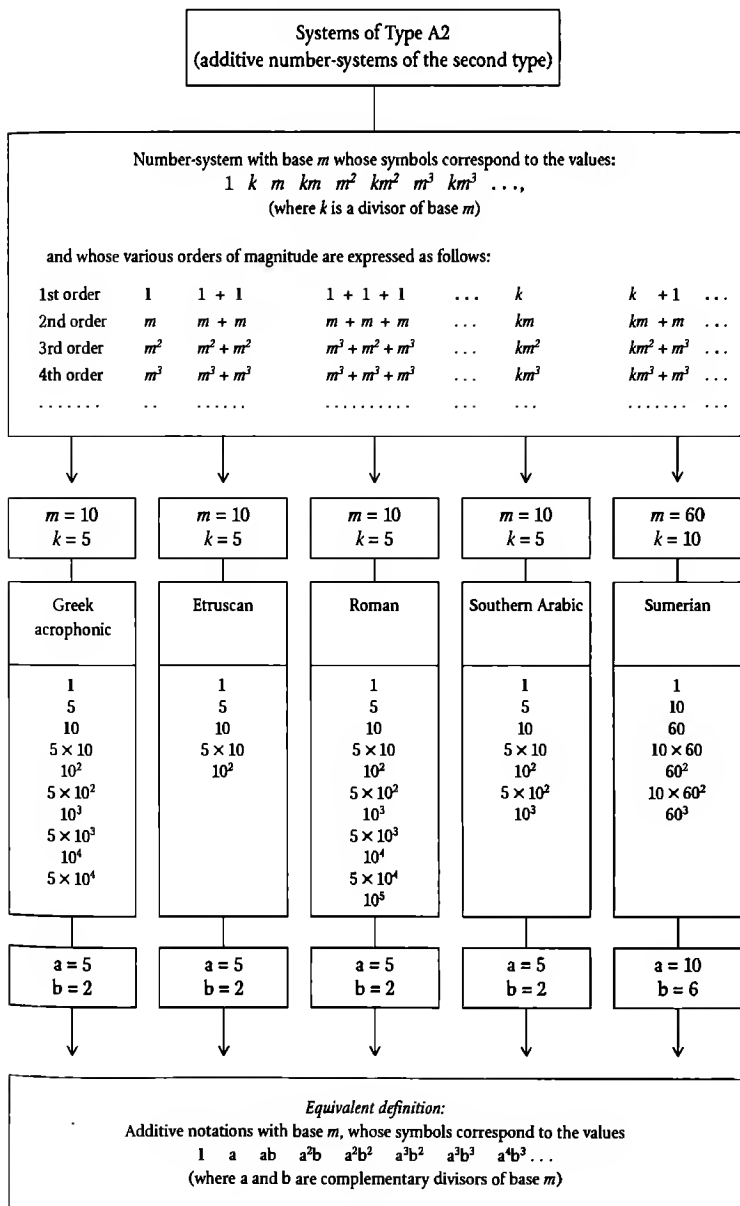 Systems of Type A2
(additive number-systems of the second type)
Number-system with base m whose symbols correspond to the values:
1 k m km m² km² m³ km³ . . .,
(where k is a divisor of base m)
and whose various orders of magnitude are expressed as follows:
1st order 1 1 + 1 1 + 1 + 1 . . . k k + 1 . . .
2nd order m m + m m + m + m . . . km km + m . . .
3rd order m² m² + m² m³ + m² + m³ . . . km² km² + m³ . . .
4th order m³ m³ + m³ m³ + m³ + m³ . . . km³ km³ + m³ . . .
. . . . . . . . . . . . . . . . . . . . . . . . . . . . . . . . . . . . . . . . .
m = 10 m = 10 m = 10 m = 10 m = 60
k = 5 k = 5 k = 5 k = 5 k = 10
Greek Etruscan Roman Southern Arabic Sumerian
acrophonic
1 1 1 1 1
5 5 5 5 10
10 10 10 10 60
5 × 10 5 × 10 5 × 10 5 × 10 10 × 60
10² 10² 10² 10² 60²
5 × 10² 5 × 10² 5 × 10² 10 × 60²
10³ 10³ 10³ 60³
5 × 10³ 5 × 10³
10⁴ 10⁴
5 × 10⁴ 5 × 10⁴
10⁵
a = 5 a = 5 a = 5 a = 5 a = 10
b = 2 b = 2 b = 2 b = 2 b = 6
Equivalent definition:
Additive notations with base m, whose symbols correspond to the values
1 a ab a²b a²b² a³b² a³b³ a⁴b³ . . .
(where a and b are complementary divisors of base m)